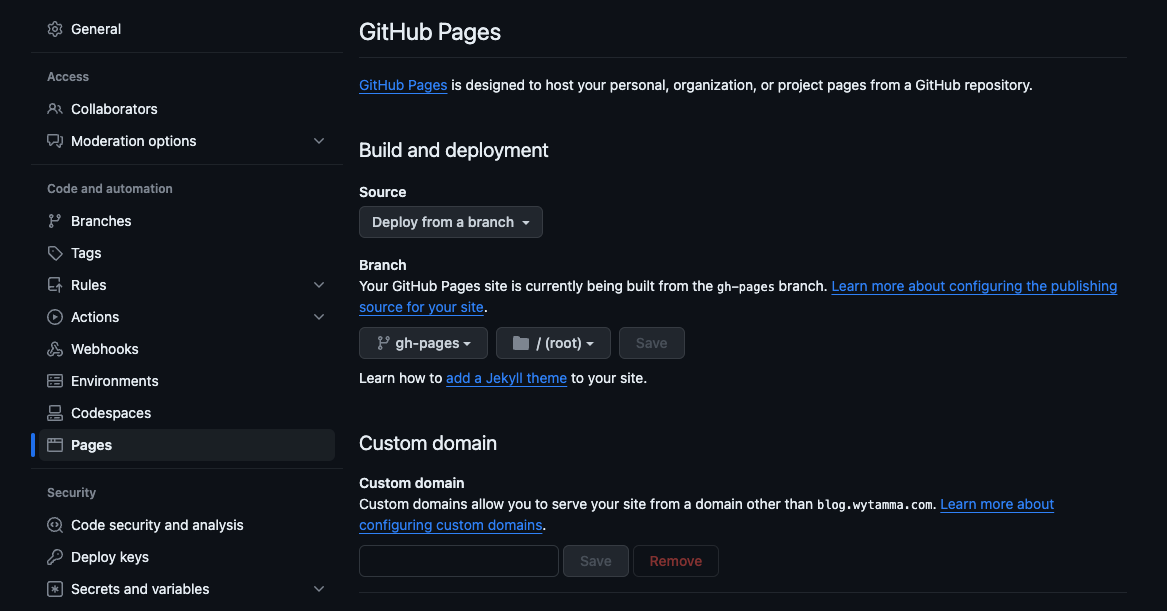 General
Access
Collaborators
Moderation options
Code and automation
Branches
Tags
Rules
Actions
Webhooks
Environments
Codespaces
Pages
Security
Code security and analysis
Deploy keys
Secrets and variables
GitHub Pages
GitHub Pages is designed to host your personal, organization, or project pages from a GitHub repository.
Build and deployment
Source
Deploy from a branch
Branch
Your GitHub Pages site is currently being built from the gh-pages branch. Learn more about configuring the publishing
source for your site.
gh-pages / (root) Save
Learn how to add a Jekyll theme to your site.
Custom domain
Custom domain
Custom domains allow you to serve your site from a domain other than blog.wytamma.com. Learn more about
configuring custom domains.
Save Remove